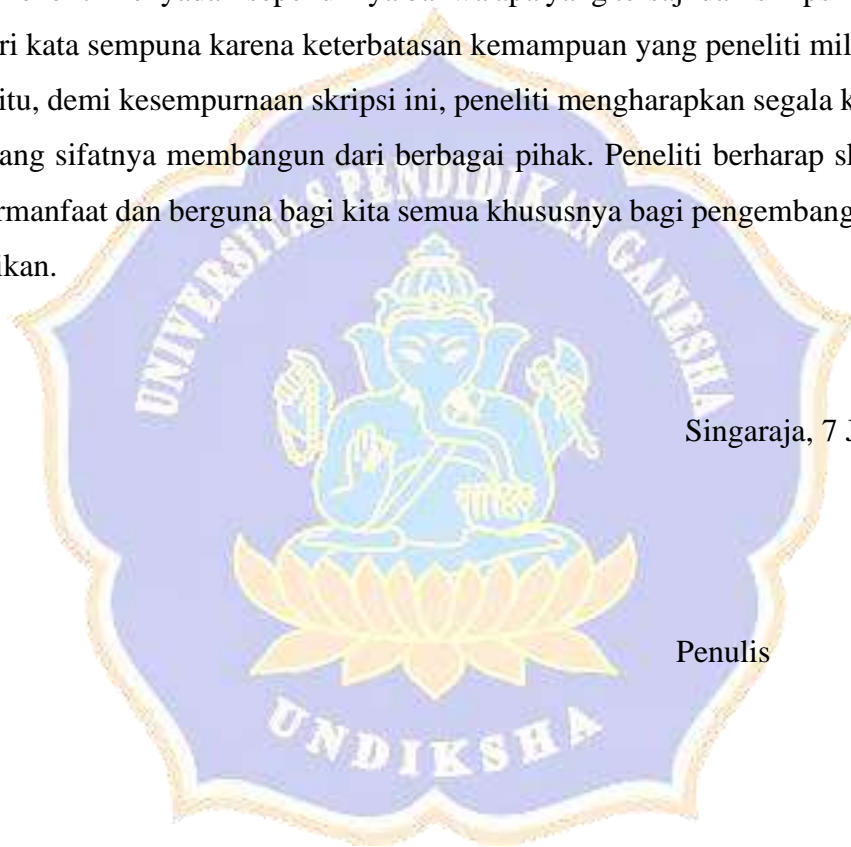 ri kata sempuna karena keterbatasan kemampuan yang peneliti mil
itu, demi kesempurnaan skripsi ini, peneliti mengharapkan segala k
ang sifatnya membangun dari berbagai pihak. Peneliti berharap sk
rmanfaat dan berguna bagi kita semua khususnya bagi pengembang
ikan.
UNIVERSITAS PENDIDIKAN GANESHA
Singaraja, 7 J
Penulis
UNDIKSHA